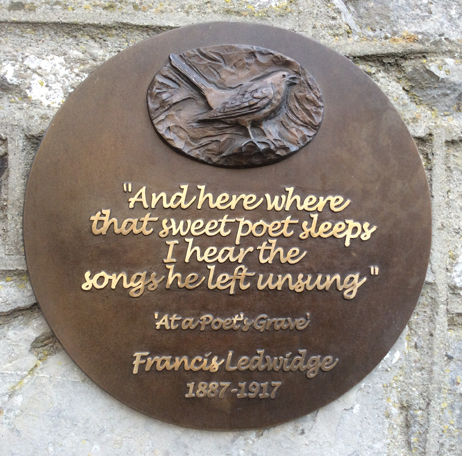 "And here where
that sweet poet sleeps
I hear the
songs he left unsung"
'At a Poet's Grave'
Francis Ledwidge
1887-1917